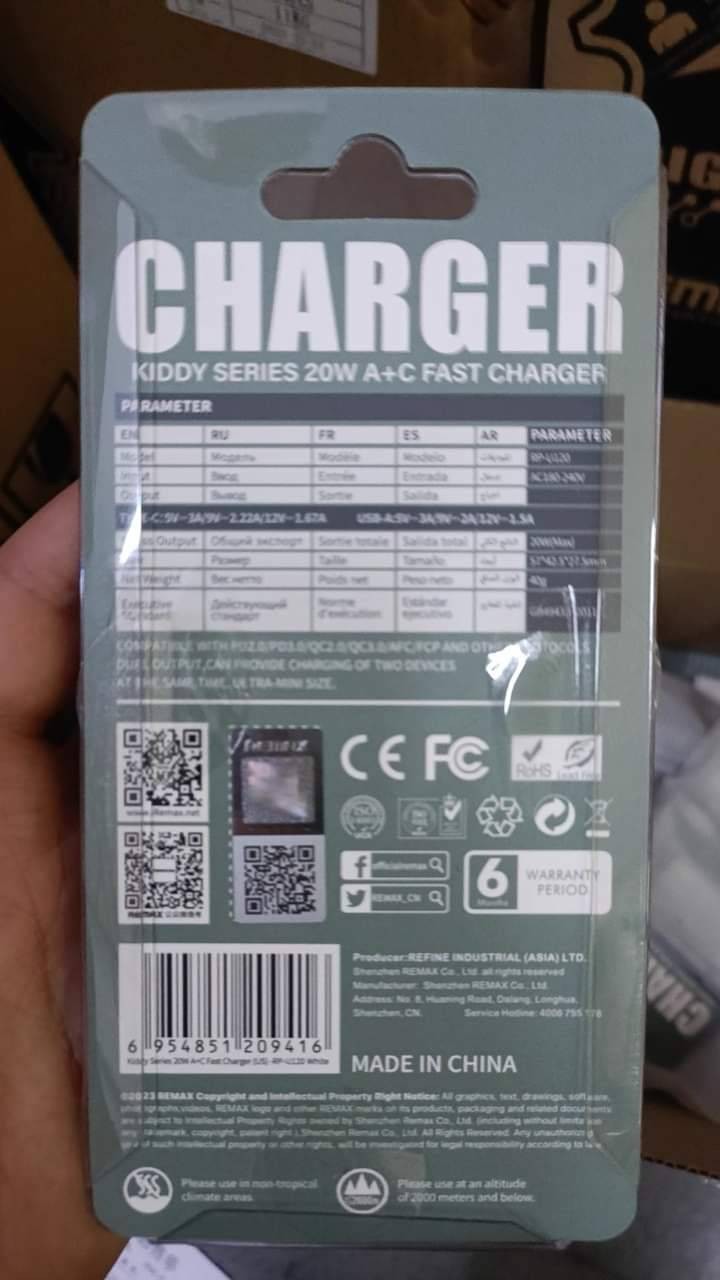 CHARGER
KIDDY SERIES 20W A+C FAST CHARGER
PARAMETER
EN RU FR ES AR PARAMETER
Model Модель Modèle Modelo RP-U120
Input Ввод Entrée Entrada AC100-240V
Output Вывод Sortie Salida
TYPE-C:5V⎓3A/9V⎓2.22A/12V⎓1.67A USB-A:5V⎓3A/9V⎓2A/12V⎓1.5A
Output Общий экспорт Sortie totale Salida total 20W(Max)
Размер Taille Tamaño 57*42.5*27.5mm
Net Weight Вес нетто Poids net Peso neto 40g
Executive Действующий Norme Estándar
Standard стандарт d'exécution ejecutivo
COMPATIBLE WITH PD2.0/PD3.0/QC2.0/QC3.0/AFC/FCP AND OTHER PROTOCOLS.
DUAL OUTPUT,CAN PROVIDE CHARGING OF TWO DEVICES
AT THE SAME TIME. ULTRA-MINI SIZE.
www.iRemax.net
REMAX
CE FC
RoHS Lead Free
officialremax
REMAX_CN
6 Months WARRANTY
PERIOD
6 954851 209416
Kiddy Series 20W A+C Fast Charger (US)-RP-U120 White
Producer:REFINE INDUSTRIAL (ASIA) LTD.
Shenzhen REMAX Co., Ltd. all rights reserved
Manufacturer: Shenzhen REMAX Co., Ltd.
Address: No. 8, Huaning Road, Dalang, Longhua,
Shenzhen, CN. Service Hotline: 4008 795
MADE IN CHINA
©2023 REMAX Copyright and Intellectual Property Right Notice: All graphics, text, drawings, software,
photographs,videos, REMAX logo and other REMAX marks on its products, packaging and related documents
are subject to Intellectual Property Rights owned by Shenzhen Remax Co., Ltd. (including without limits
any trademark, copyright, patent right ).Shenzhen Remax Co., Ltd. All Rights Reserved. Any unauthorized
use of such intellectual property or other rights, will be investigated for legal responsibility according to
Please use in non-tropical
climate areas.
Please use at an altitude
of 2000 meters and below.